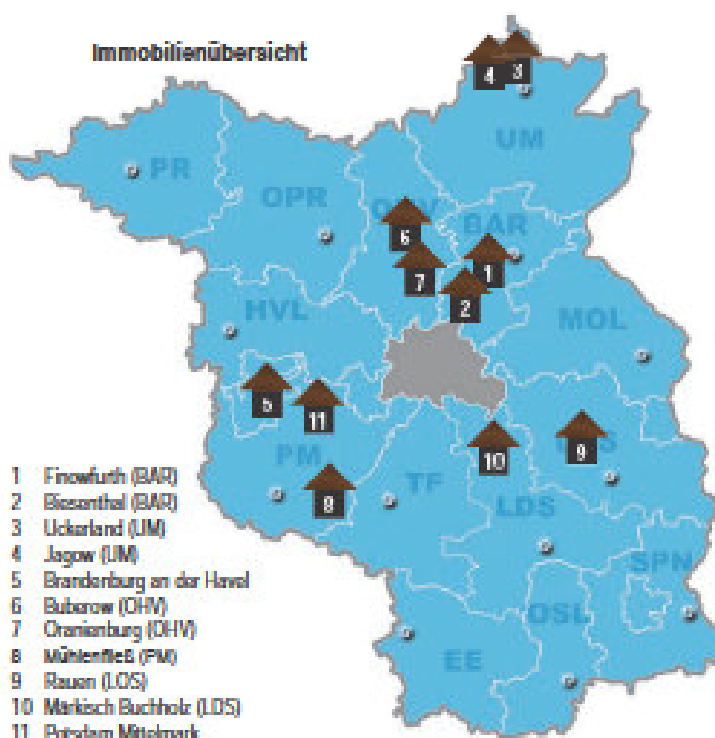 Immobilienübersicht
4
3
UM
PR
OPR
6
BAR
1
7
2
HVL
MOL
5
11
10
9
PM
8
TF
LDS
SPN
OSL
EE
1 Finowfurth (BAR)
2 Biesenthal (BAR)
3 Uckerland (UM)
4 Jagow (UM)
5 Brandenburg an der Havel
6 Buberow (OHV)
7 Oranienburg (OHV)
8 Mühlenfließ (PM)
9 Rauen (LOS)
10 Märkisch Buchholz (LDS)
11 Potsdam Mittelmark